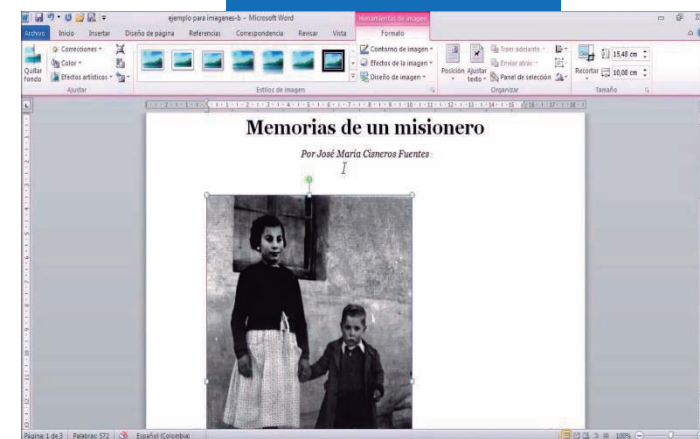 ejemplo para imagenes-b - Microsoft Word
Herramientas de imagen
Archivo Inicio Insertar Diseño de página Referencias Correspondencia Revisar Vista Formato
Correcciones
Color
Efectos artísticos
Quitar fondo
Ajustar
Estilos de imagen
Contorno de imagen
Efectos de la imagen
Diseño de imagen
Posición
Ajustar texto
Traer adelante
Enviar atrás
Panel de selección
Organizar
Recortar
15,48 cm
10,08 cm
Tamaño
Memorias de un misionero
Por José María Cisneros Fuentes
Página: 1 de 3 Palabras: 572 Español (Colombia) 100%